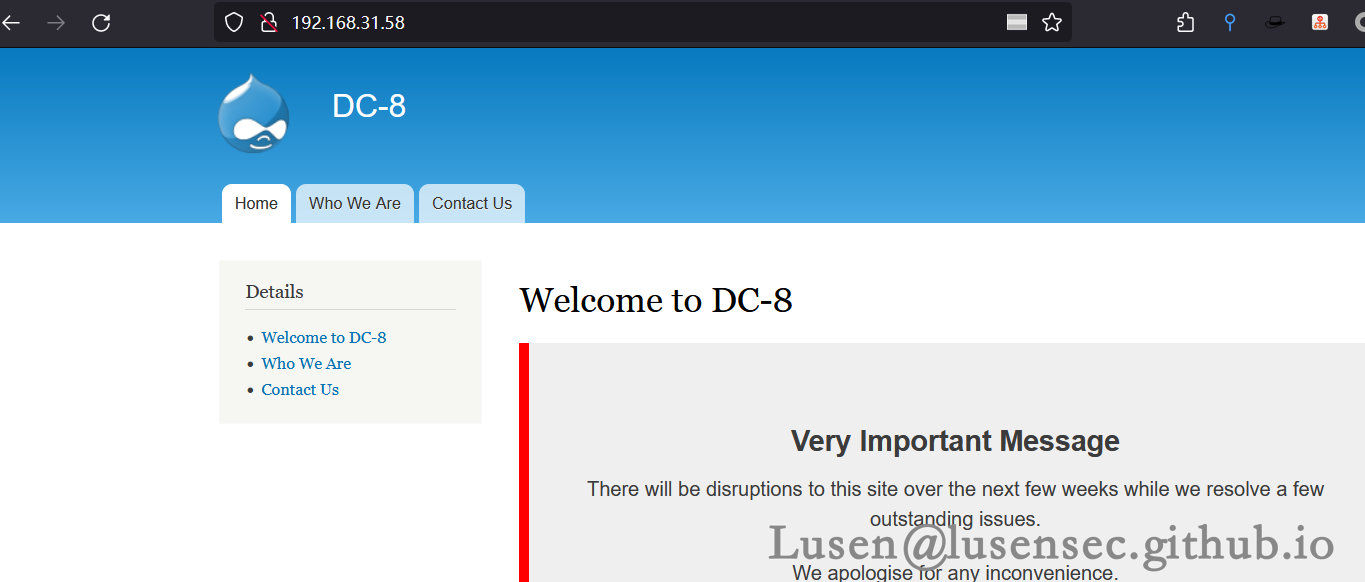 192.168.31.58
DC-8
Home
Who We Are
Contact Us
Details
Welcome to DC-8
Who We Are
Contact Us
Welcome to DC-8
Very Important Message
There will be disruptions to this site over the next few weeks while we resolve a few
outstanding issues.
Lusen@lusensec.github.io
We apologise for any inconvenience.